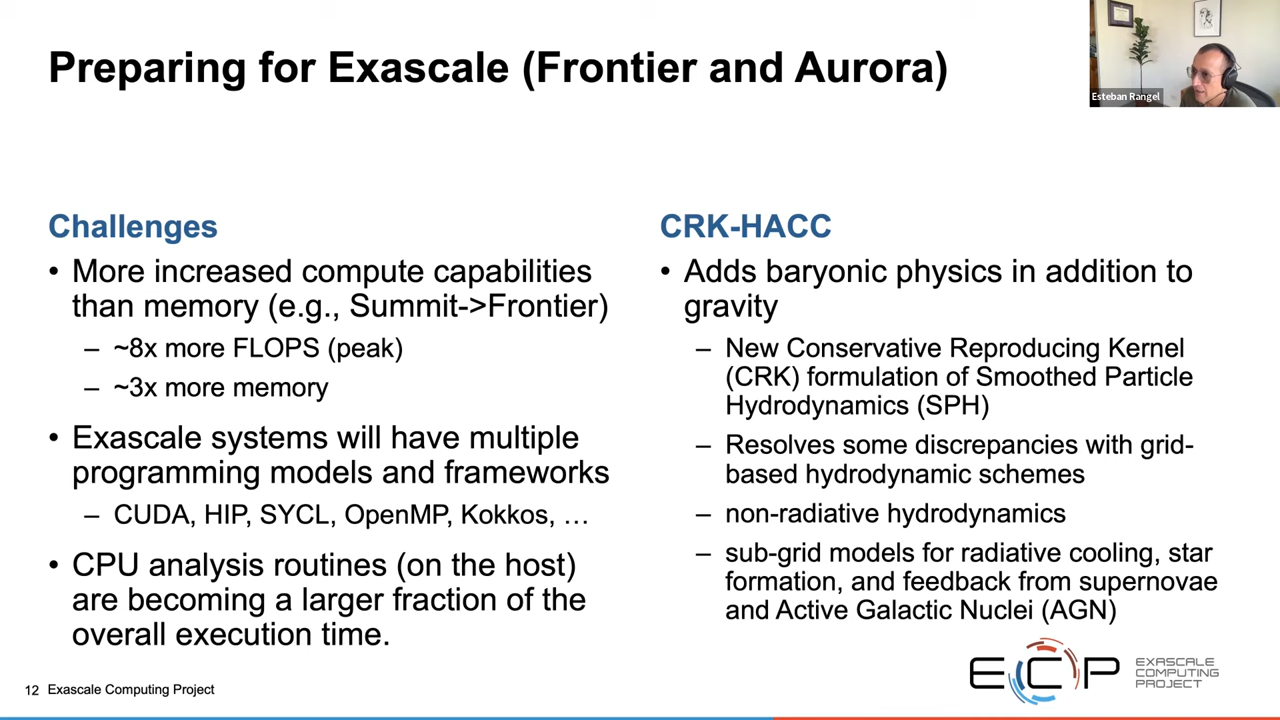 Preparing for Exascale (Frontier and Aurora)
Esteban Rangel
Challenges
• More increased compute capabilities
than memory (e.g., Summit->Frontier)
– ~8x more FLOPS (peak)
– ~3x more memory
• Exascale systems will have multiple
programming models and frameworks
– CUDA, HIP, SYCL, OpenMP, Kokkos, …
• CPU analysis routines (on the host)
are becoming a larger fraction of the
overall execution time.
CRK-HACC
• Adds baryonic physics in addition to
gravity
– New Conservative Reproducing Kernel
(CRK) formulation of Smoothed Particle
Hydrodynamics (SPH)
– Resolves some discrepancies with grid-
based hydrodynamic schemes
– non-radiative hydrodynamics
– sub-grid models for radiative cooling, star
formation, and feedback from supernovae
and Active Galactic Nuclei (AGN)
12 Exascale Computing Project
ECP
EXASCALE
COMPUTING
PROJECT